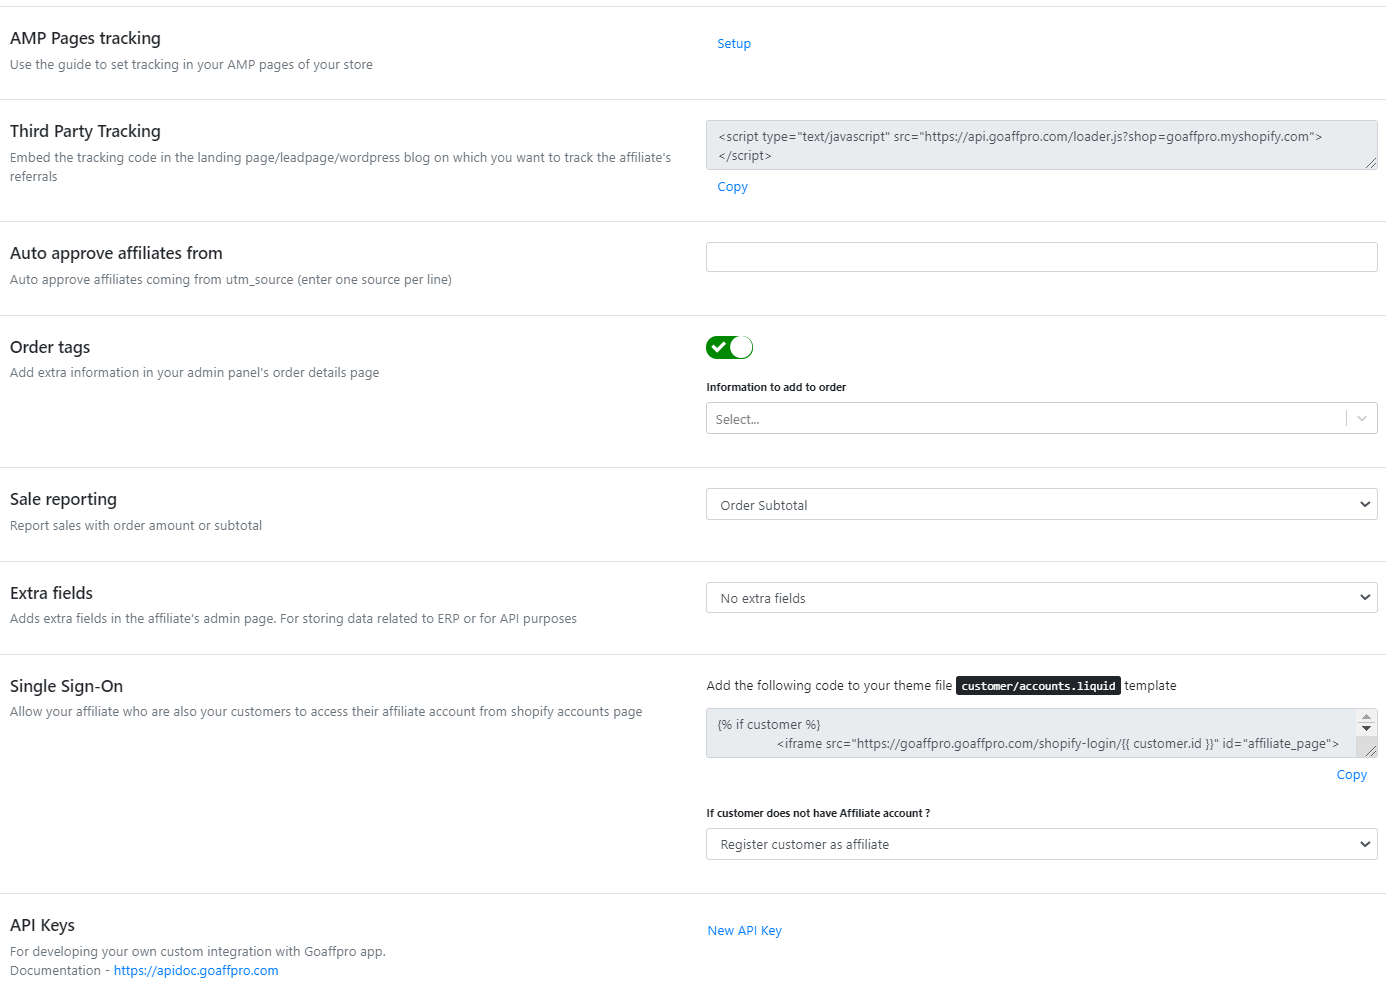 AMP Pages tracking
Use the guide to set tracking in your AMP pages of your store
Setup
Third Party Tracking
Embed the tracking code in the landing page/leadpage/wordpress blog on which you want to track the affiliate's
referrals
<script type="text/javascript" src="https://api.goaffpro.com/loader.js?shop=goaffpro.myshopify.com">
</script>
Copy
Auto approve affiliates from
Auto approve affiliates coming from utm_source (enter one source per line)
Order tags
Add extra information in your admin panel's order details page
Information to add to order
Select...
Sale reporting
Report sales with order amount or subtotal
Order Subtotal
Extra fields
Adds extra fields in the affiliate's admin page. For storing data related to ERP or for API purposes
No extra fields
Single Sign-On
Allow your affiliate who are also your customers to access their affiliate account from shopify accounts page
Add the following code to your theme file customer/accounts.liquid template
{% if customer %}
<iframe src="https://goaffpro.goaffpro.com/shopify-login/{{ customer.id }}" id="affiliate_page">
Copy
If customer does not have Affiliate account ?
Register customer as affiliate
API Keys
For developing your own custom integration with Goaffpro app.
Documentation - https://apidoc.goaffpro.com
New API Key